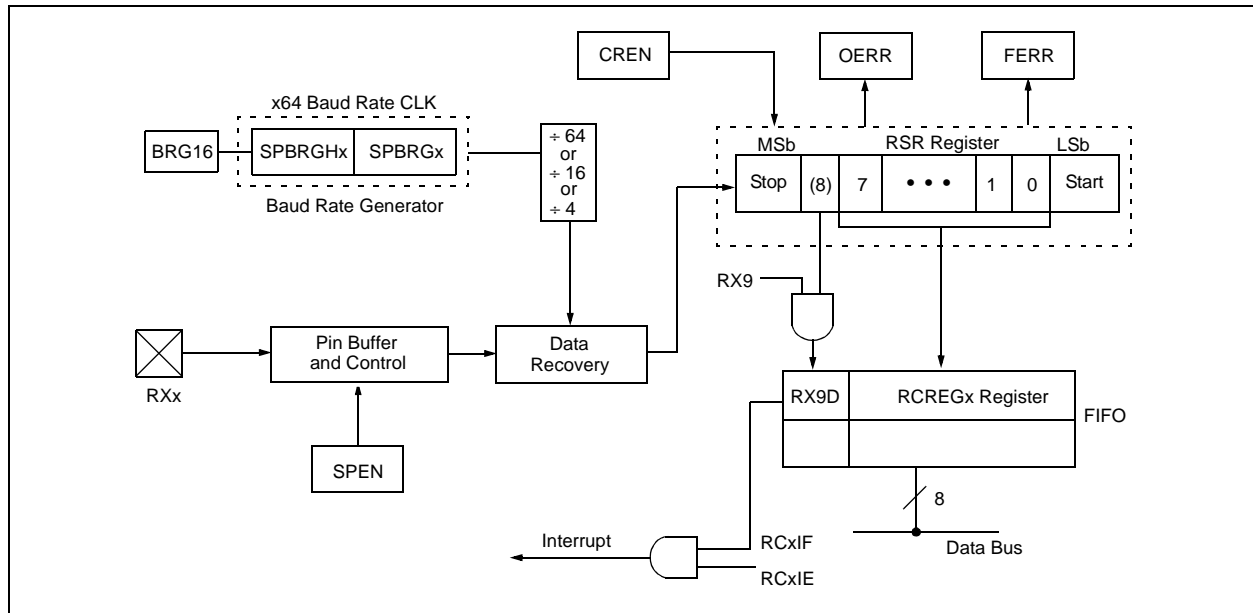 CREN
OERR
FERR
x64 Baud Rate CLK
BRG16
SPBRGHx
SPBRGx
Baud Rate Generator
÷ 64
or
÷ 16
or
÷ 4
MSb
RSR Register
LSb
Stop
(8)
7
• • •
1
0
Start
RX9
RXx
Pin Buffer
and Control
Data
Recovery
SPEN
RX9D
RCREGx Register
FIFO
8
Data Bus
Interrupt
RCxIF
RCxIE